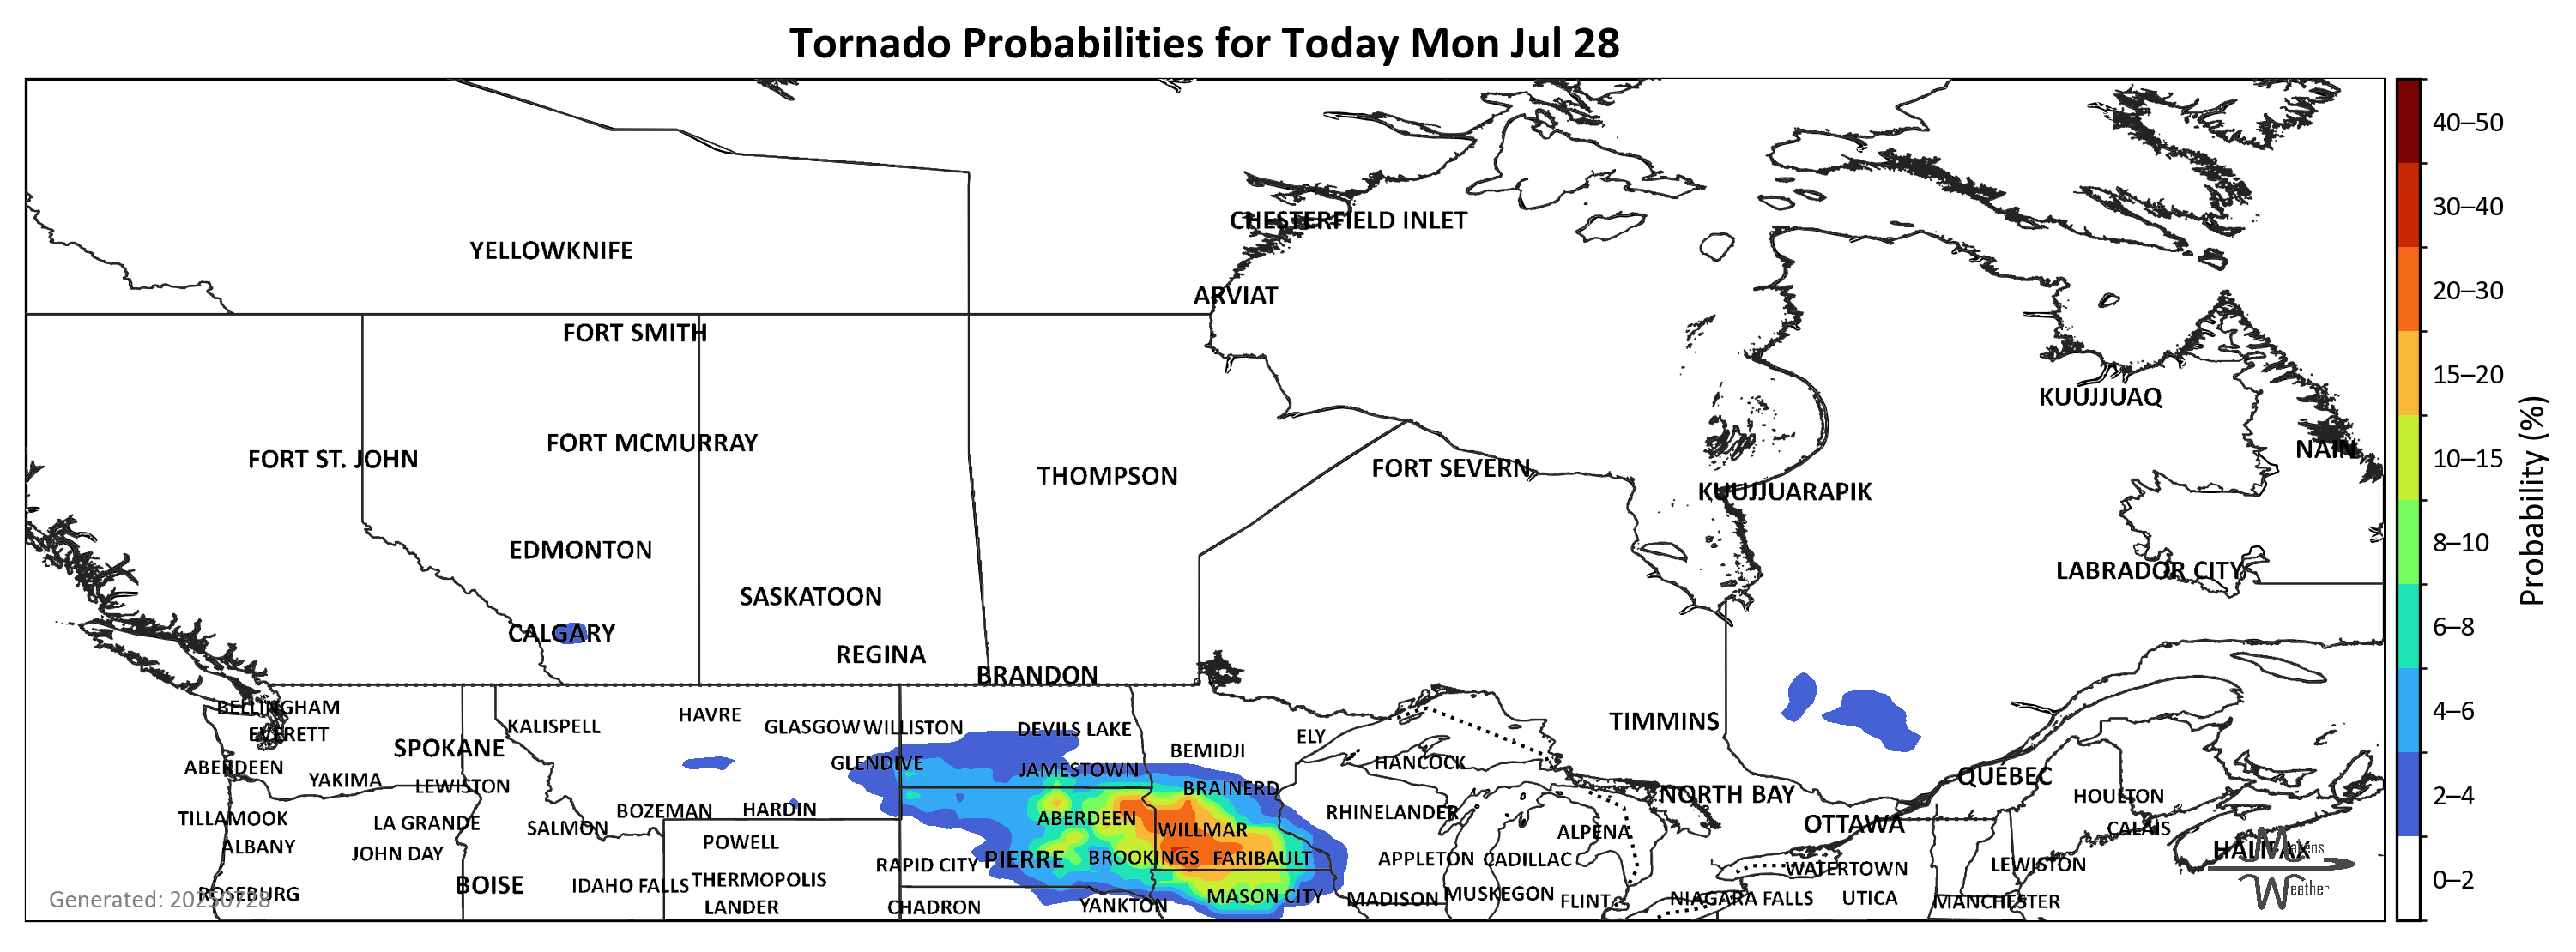 Tornado Probabilities for Today Mon Jul 28
40–50
30–40
20–30
15–20
10–15
8–10
6–8
4–6
2–4
0–2
Probability (%)
CHESTERFIELD INLET
YELLOWKNIFE
ARVIAT
FORT SMITH
KUUJJUAQ
FORT MCMURRAY
NAIN
FORT ST. JOHN
FORT SEVERN
THOMPSON
KUUJJUARAPIK
EDMONTON
LABRADOR CITY
SASKATOON
CALGARY
REGINA
BRANDON
BELLINGHAM
HAVRE
TIMMINS
KALISPELL
GLASGOW
WILLISTON
DEVILS LAKE
EVERETT
ELY
SPOKANE
BEMIDJI
GLENDIVE
HANCOCK
ABERDEEN
JAMESTOWN
QUÉBEC
YAKIMA
LEWISTON
BRAINERD
NORTH BAY
HOULTON
BOZEMAN
HARDIN
RHINELANDER
TILLAMOOK
LA GRANDE
SALMON
ABERDEEN
WILLMAR
ALPENA
OTTAWA
CALAIS
POWELL
ALBANY
JOHN DAY
RAPID CITY
PIERRE
BROOKINGS
FARIBAULT
APPLETON
CADILLAC
HALIFAX
WATERTOWN
LEWISTON
BOISE
IDAHO FALLS
THERMOPOLIS
ROSEBURG
MASON CITY
MADISON
MUSKEGON
FLINT
NIAGARA FALLS
UTICA
MANCHESTER
LANDER
CHADRON
YANKTON
Generated: 20250728
Weather